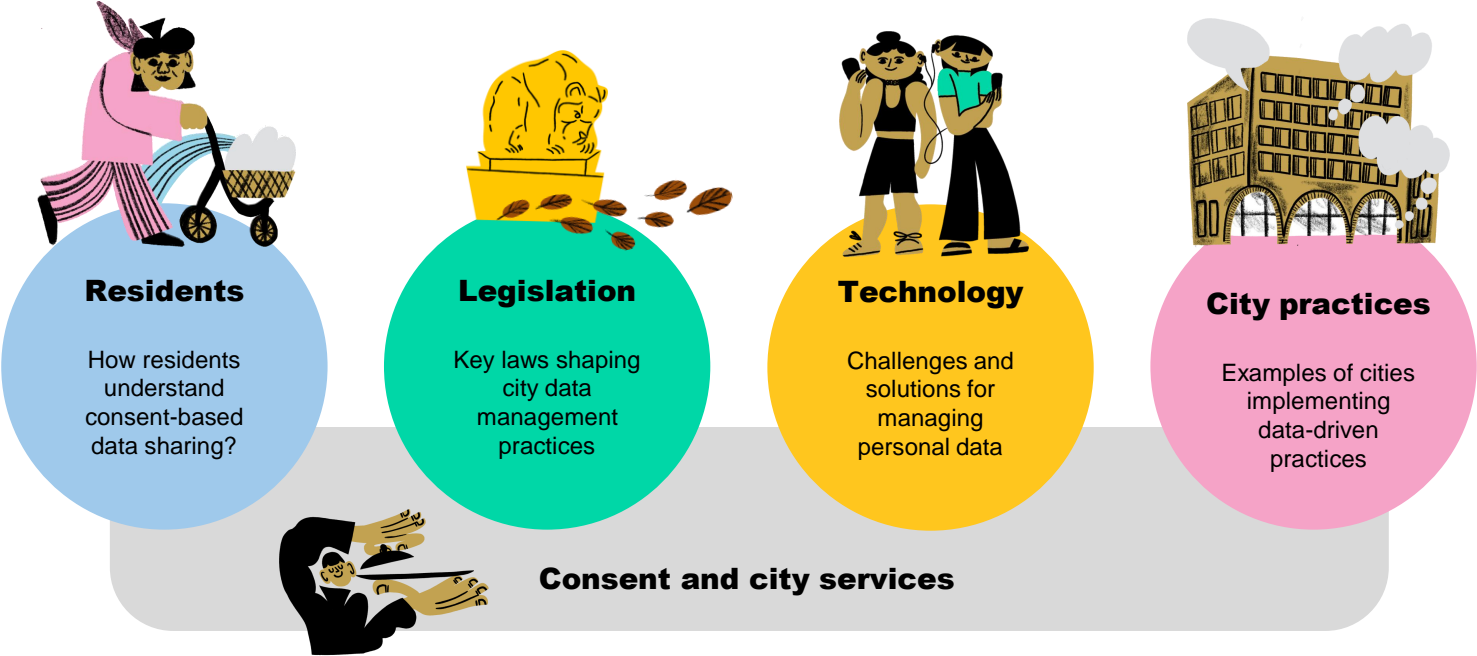 Residents
How residents
understand
consent-based
data sharing?
Legislation
Key laws shaping
city data
management
practices
Technology
Challenges and
solutions for
managing
personal data
City practices
Examples of cities
implementing
data-driven
practices
Consent and city services